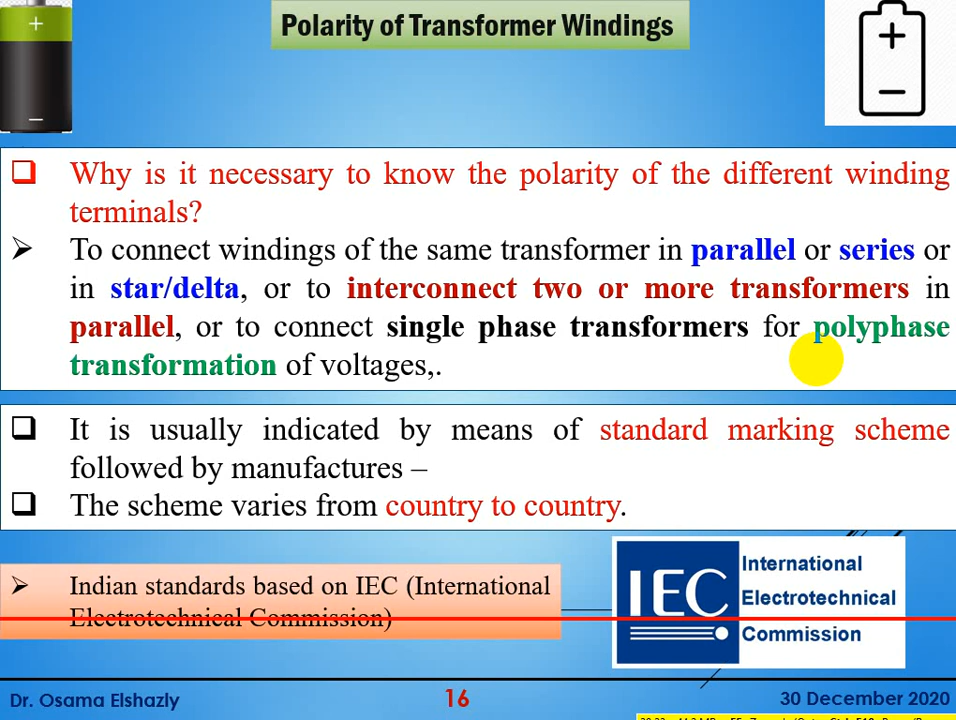 Polarity of Transformer Windings
Why is it necessary to know the polarity of the different winding
terminals?
To connect windings of the same transformer in parallel or series or
in star/delta, or to interconnect two or more transformers in
parallel, or to connect single phase transformers for polyphase
transformation of voltages,.
It is usually indicated by means of standard marking scheme
followed by manufactures –
The scheme varies from country to country.
Indian standards based on IEC (International
Electrotechnical Commission)
IEC
International
Electrotechnical
Commission
Dr. Osama Elshazly
16
30 December 2020